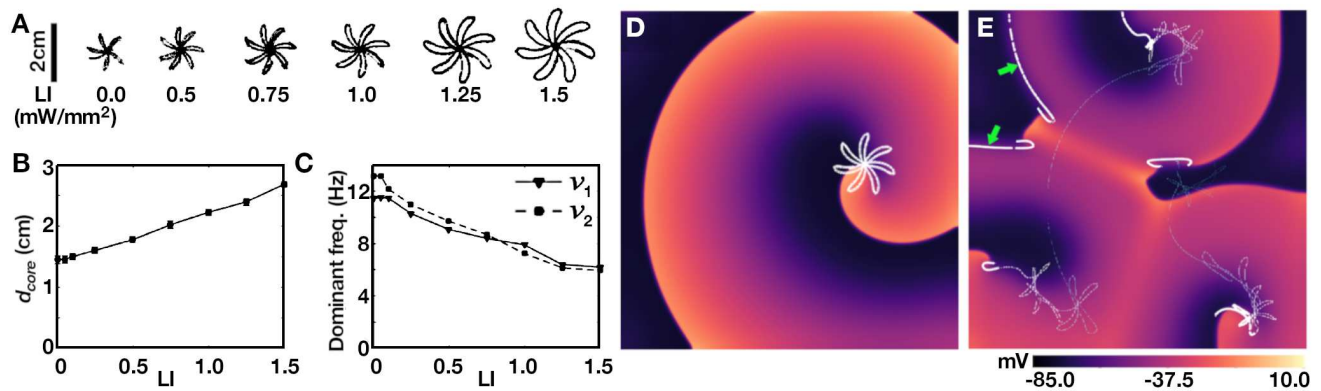 A
2cm
LI 0.0 0.5 0.75 1.0 1.25 1.5
(mW/mm²)
B
3
2
1
0
d_core (cm)
0 0.5 1.0 1.5
LI
C
12
8
4
0
Dominant freq. (Hz)
ν₁
ν₂
0 0.5 1.0 1.5
LI
D
E
mV
-85.0 -37.5 10.0